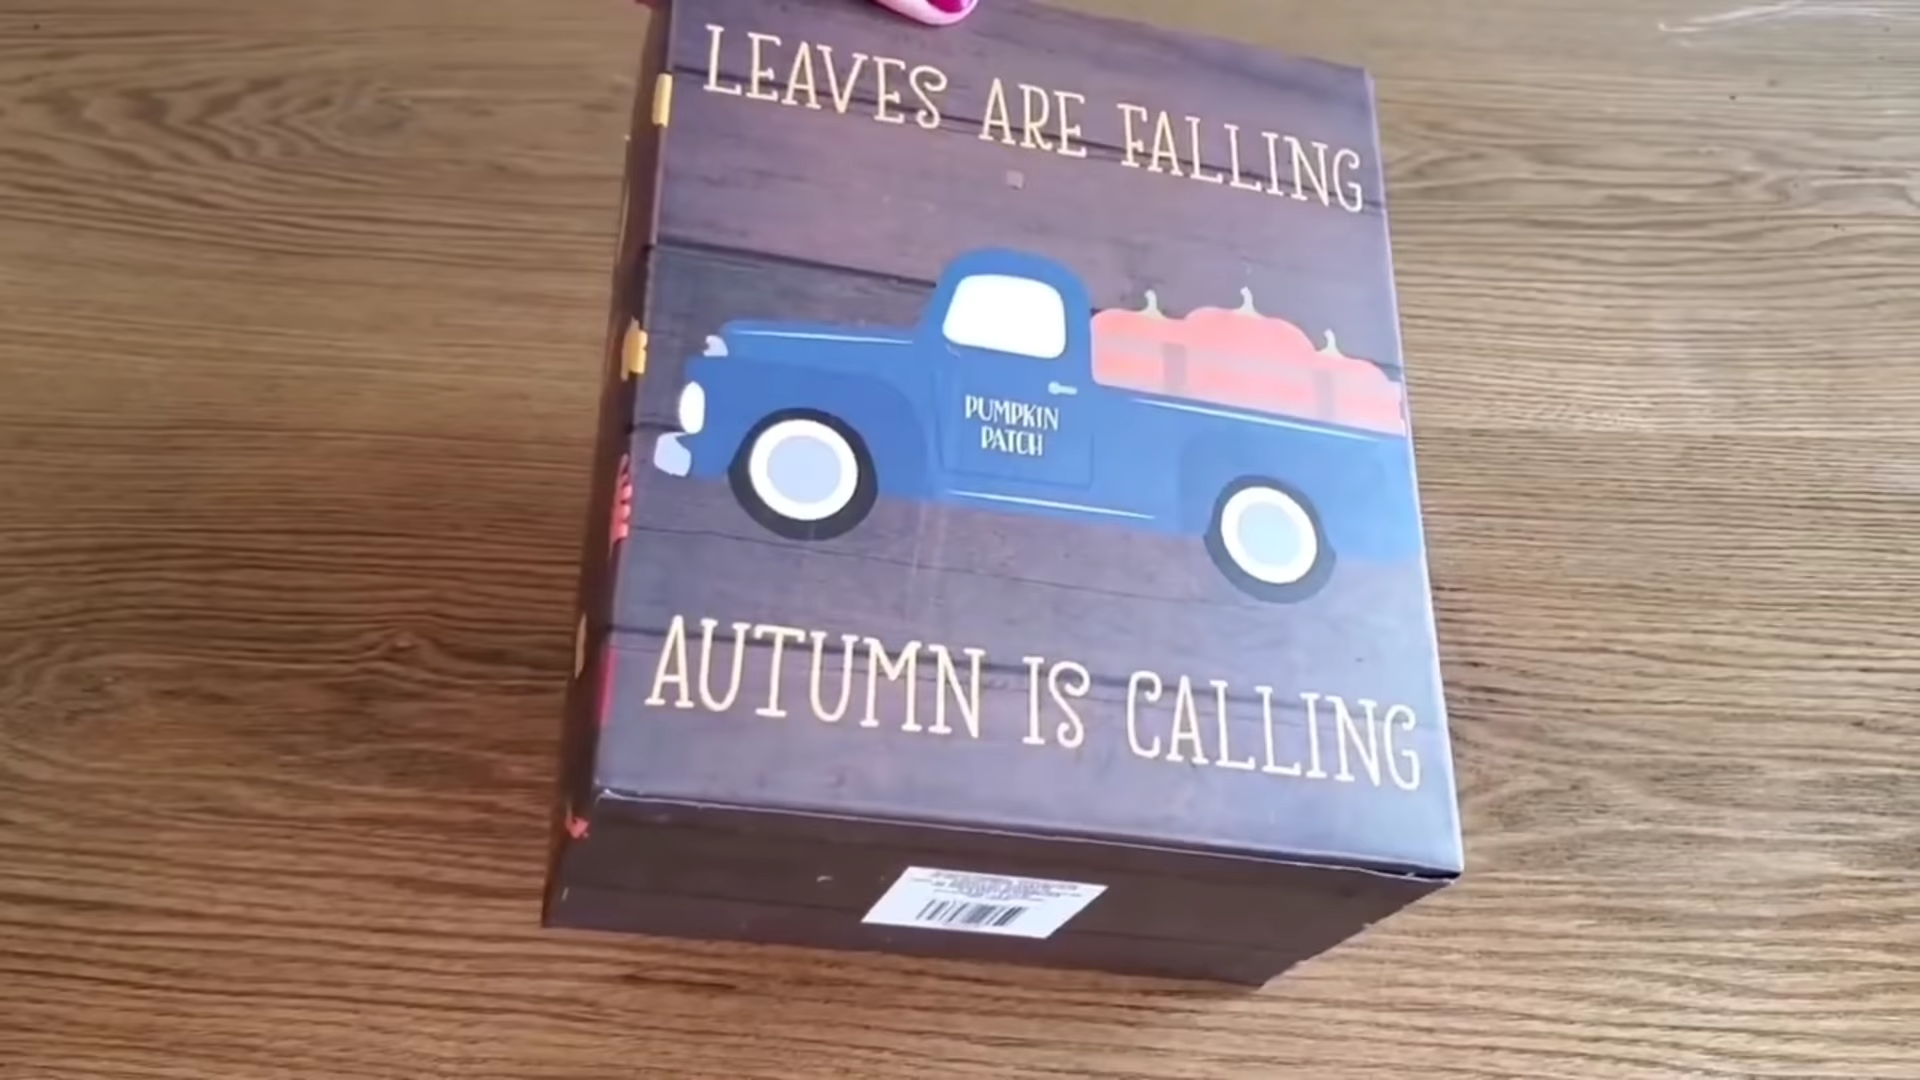 LEAVES ARE FALLING
PUMPKIN
PATCH
AUTUMN IS CALLING